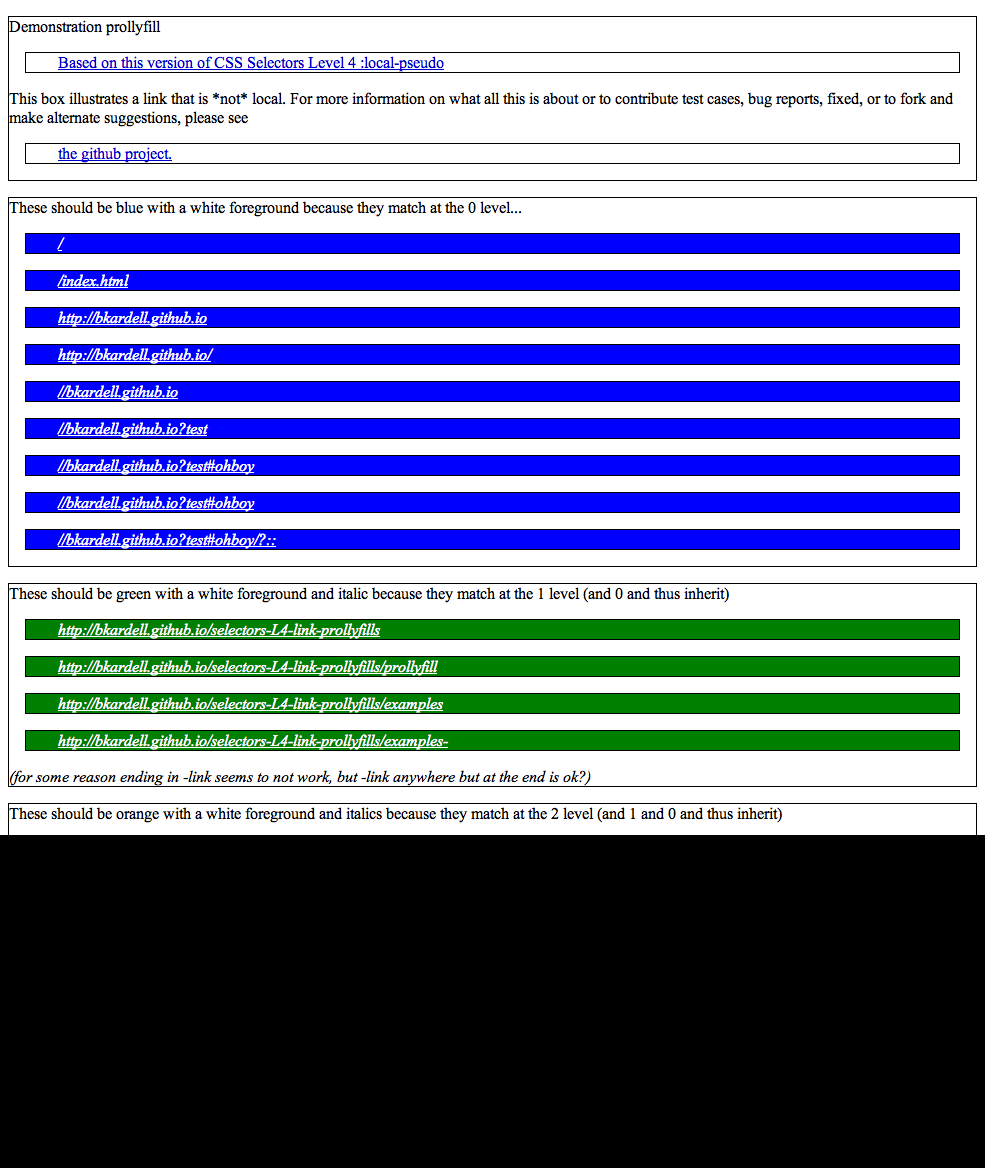 Demonstration prollyfill
Based on this version of CSS Selectors Level 4 :local-pseudo
This box illustrates a link that is *not* local. For more information on what all this is about or to contribute test cases, bug reports, fixed, or to fork and
make alternate suggestions, please see
the github project.
These should be blue with a white foreground because they match at the 0 level...
/
/index.html
http://bkardell.github.io
http://bkardell.github.io/
//bkardell.github.io
//bkardell.github.io?test
//bkardell.github.io?test#ohboy
//bkardell.github.io?test#ohboy
//bkardell.github.io?test#ohboy/?::
These should be green with a white foreground and italic because they match at the 1 level (and 0 and thus inherit)
http://bkardell.github.io/selectors-L4-link-prollyfills
http://bkardell.github.io/selectors-L4-link-prollyfills/prollyfill
http://bkardell.github.io/selectors-L4-link-prollyfills/examples
http://bkardell.github.io/selectors-L4-link-prollyfills/examples-
(for some reason ending in -link seems to not work, but -link anywhere but at the end is ok?)
These should be orange with a white foreground and italics because they match at the 2 level (and 1 and 0 and thus inherit)